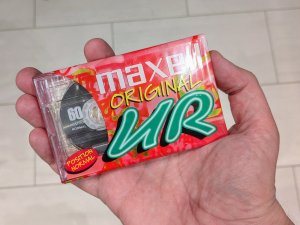 maxell
ORIGINAL
UR
60
POSITION
NORMAL